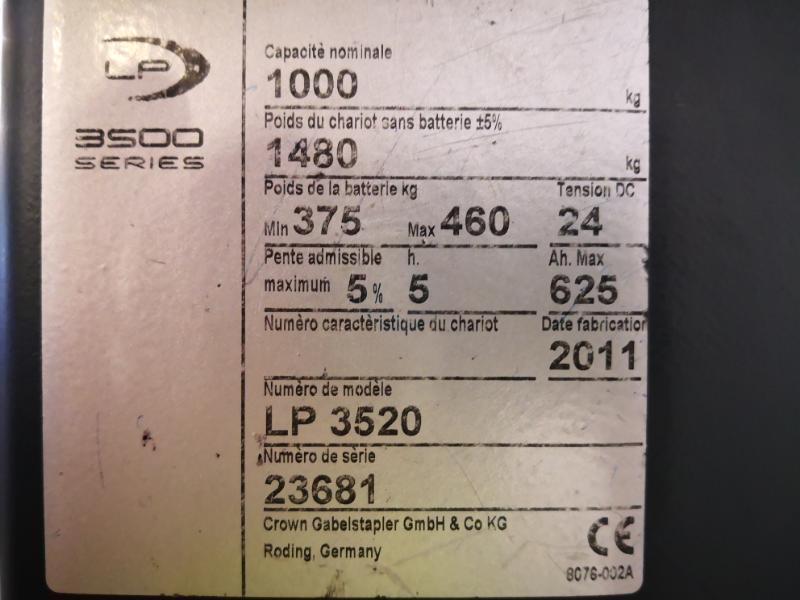 LP
3500
SERIES
Capacité nominale
1000 kg
Poids du chariot sans batterie ±5%
1480 kg
Poids de la batterie kg Tension DC
Min 375 Max 460 24
Pente admissible h. Ah. Max
maximum 5% 5 625
Numéro caractéristique du chariot Date fabrication
2011
Numéro de modèle
LP 3520
Numéro de série
23681
Crown Gabelstapler GmbH & Co KG
Roding, Germany
CE
8076-002A